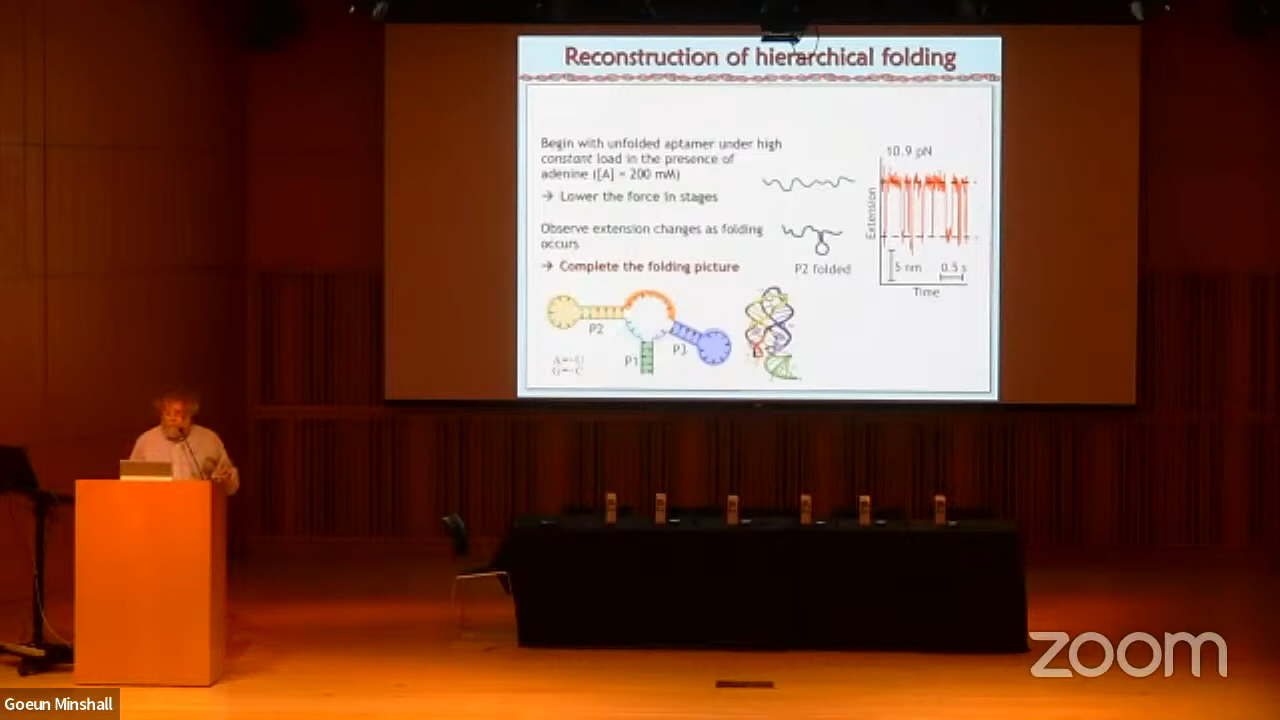 Reconstruction of hierarchical folding
Begin with unfolded aptamer under high
constant load in the presence of
adenine ([A] = 200 mM)
→ Lower the force in stages
Observe extension changes as folding
occurs
→ Complete the folding picture
P2 folded
10.9 pN
Extension
5 nm
0.5 s
Time
P2
P1
P3
zoom
Goeun Minshall